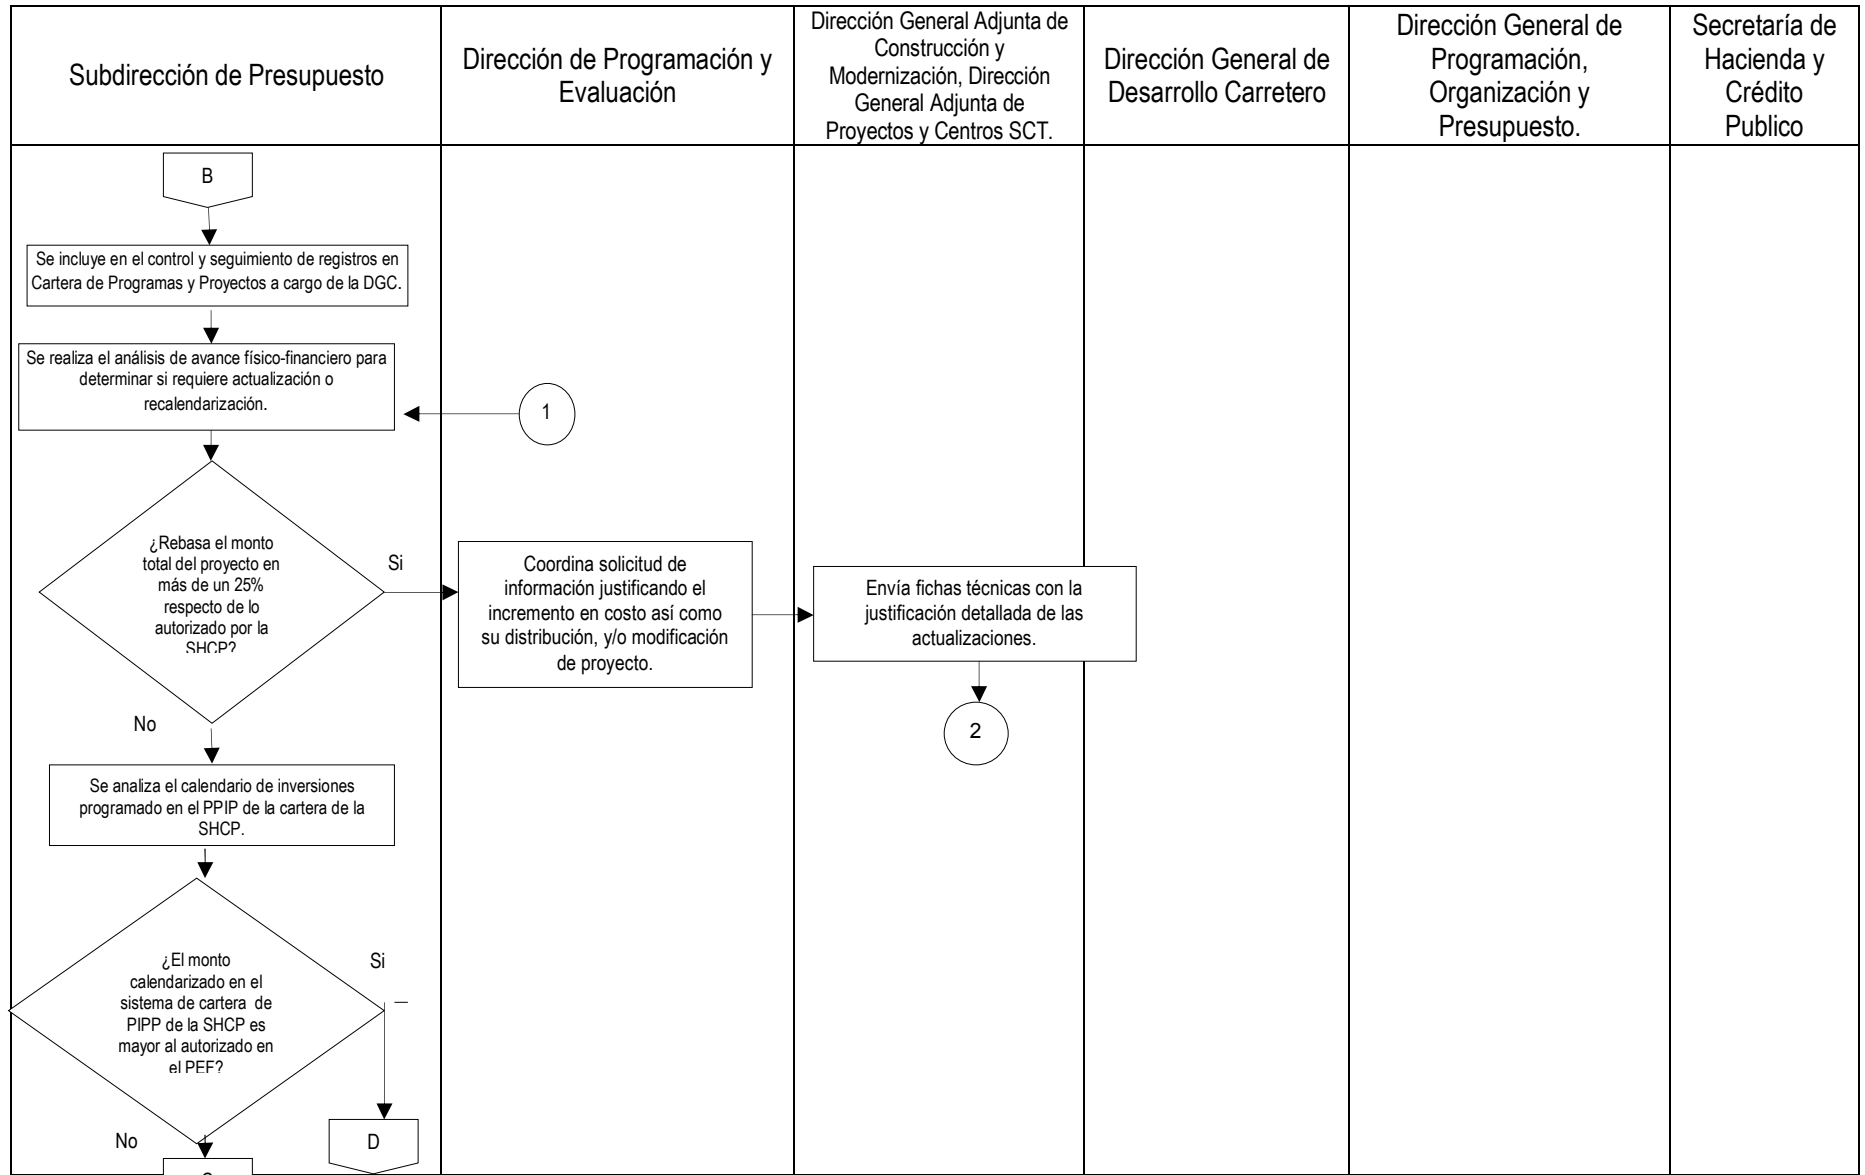 Subdirección de Presupuesto
Dirección de Programación y
Evaluación
Dirección General Adjunta de
Construcción y
Modernización, Dirección
General Adjunta de
Proyectos y Centros SCT.
Dirección General de
Desarrollo Carretero
Dirección General de
Programación,
Organización y
Presupuesto.
Secretaría de
Hacienda y
Crédito
Publico
B
Se incluye en el control y seguimiento de registros en
Cartera de Programas y Proyectos a cargo de la DGC.
Se realiza el análisis de avance físico-financiero para
determinar si requiere actualización o
recalendarización.
1
¿Rebasa el monto
total del proyecto en
más de un 25%
respecto de lo
autorizado por la
SHCP?
Si
Coordina solicitud de
información justificando el
incremento en costo así como
su distribución, y/o modificación
de proyecto.
Envía fichas técnicas con la
justificación detallada de las
actualizaciones.
2
No
Se analiza el calendario de inversiones
programado en el PPIP de la cartera de la
SHCP.
¿El monto
calendarizado en el
sistema de cartera de
PIPP de la SHCP es
mayor al autorizado en
el PEF?
Si
No
D